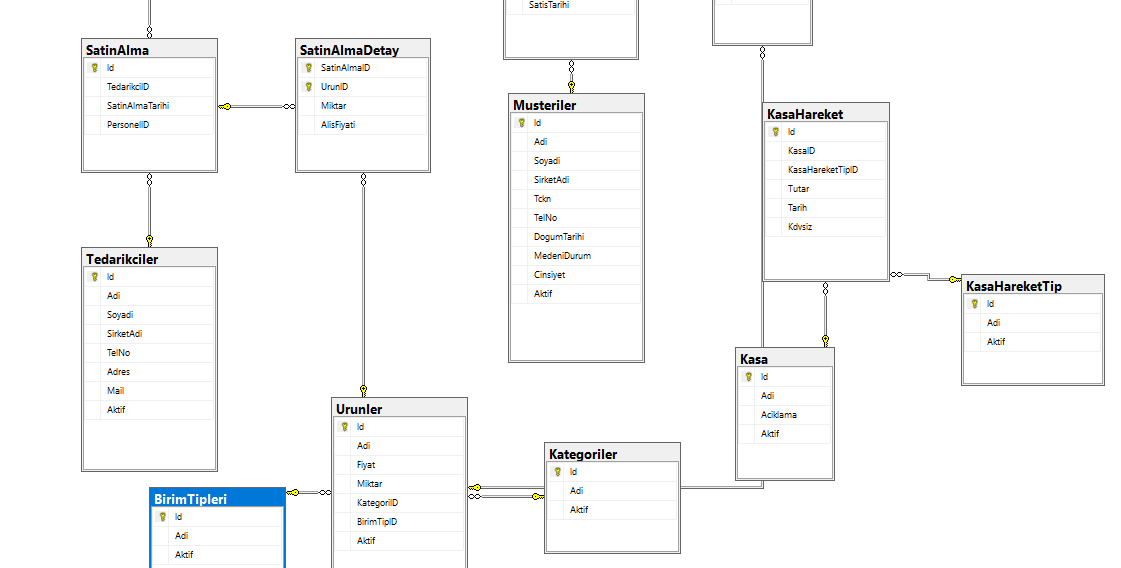 SatisTarihi
SatinAlma
Id
TedarikciID
SatinAlmaTarihi
PersonelID
SatinAlmaDetay
SatinAlmaID
UrunID
Miktar
AlisFiyati
Musteriler
Id
Adi
Soyadi
SirketAdi
Tckn
TelNo
DogumTarihi
MedeniDurum
Cinsiyet
Aktif
KasaHareket
Id
KasaID
KasaHareketTipID
Tutar
Tarih
Kdvsiz
Tedarikciler
Id
Adi
Soyadi
SirketAdi
TelNo
Adres
Mail
Aktif
KasaHareketTip
Id
Adi
Aktif
Kasa
Id
Adi
Aciklama
Aktif
Urunler
Id
Adi
Fiyat
Miktar
KategoriID
BirimTipID
Aktif
Kategoriler
Id
Adi
Aktif
BirimTipleri
Id
Adi
Aktif